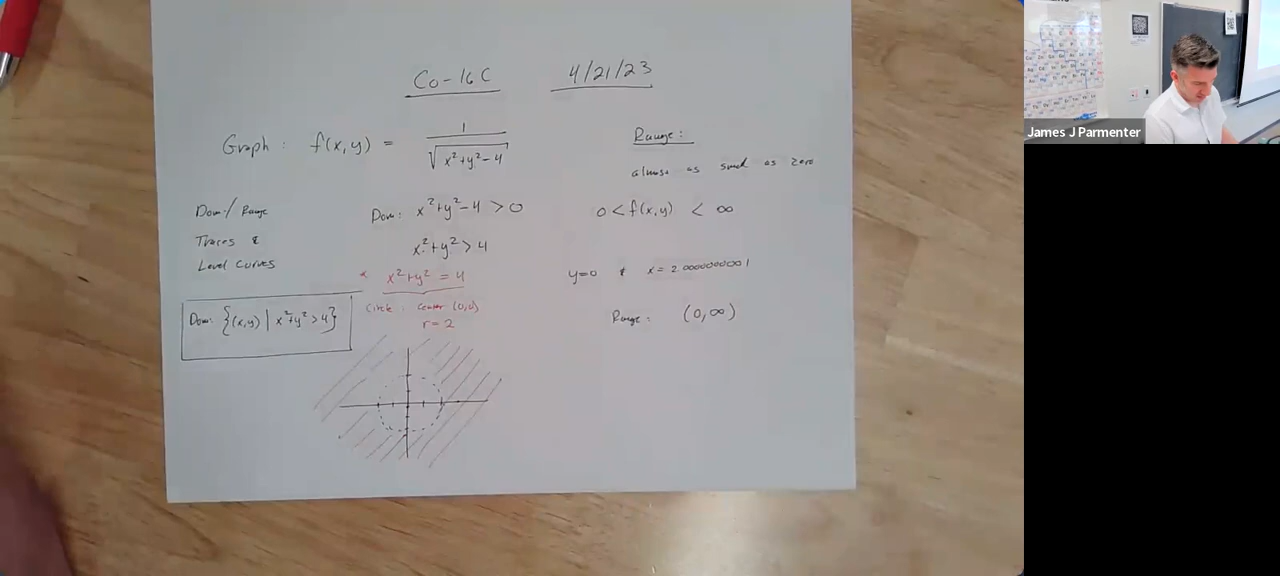 Co-16C 4/21/23
Graph: f(x,y) = 1/√(x²+y²-4)
Dom/Range
Traces &
Level Curves
Dom: {(x,y) | x²+y²>4}
Dom: x²+y²-4 >0
x²+y² > 4
* x²+y² = 4
Circle: center (0,0)
r=2
Range:
almost as small as zero
0 < f(x,y) < ∞
y=0 & x = 2.0000000001
Range: (0,∞)
James J Parmenter